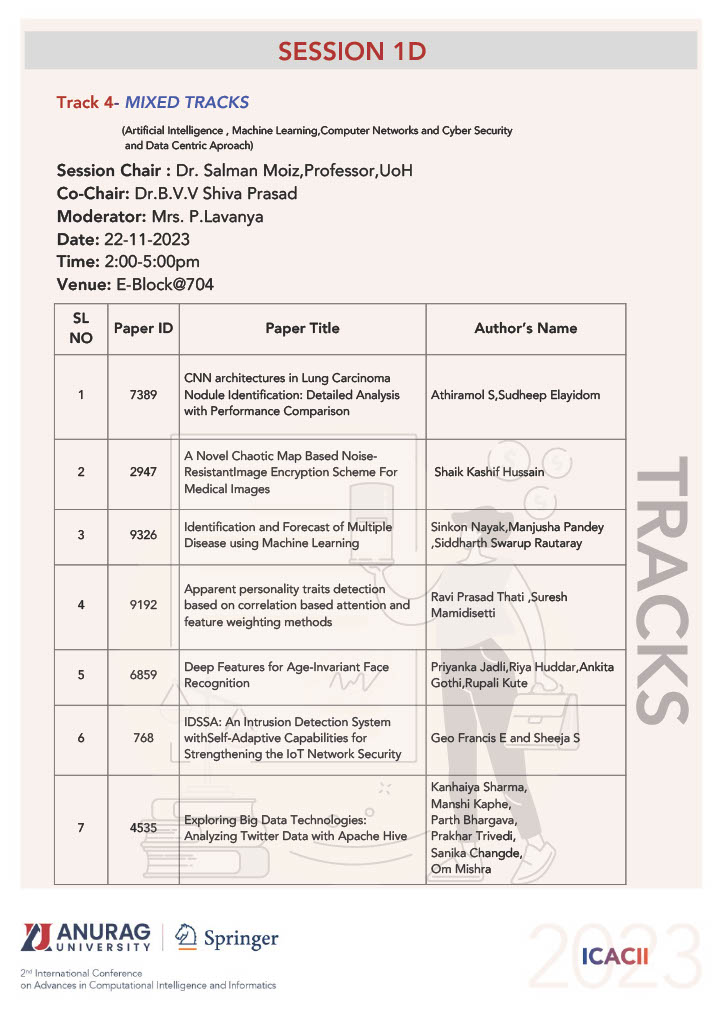 SESSION 1D
Track 4- MIXED TRACKS
(Artificial Intelligence , Machine Learning,Computer Networks and Cyber Security
and Data Centric Aproach)
Session Chair : Dr. Salman Moiz,Professor,UoH
Co-Chair: Dr.B.V.V Shiva Prasad
Moderator: Mrs. P.Lavanya
Date: 22-11-2023
Time: 2:00-5:00pm
Venue: E-Block@704
SL
NO
Paper ID
Paper Title
Author's Name
1
7389
CNN architectures in Lung Carcinoma
Nodule Identification: Detailed Analysis
with Performance Comparison
Athiramol S,Sudheep Elayidom
2
2947
A Novel Chaotic Map Based Noise-
ResistantImage Encryption Scheme For
Medical Images
Shaik Kashif Hussain
3
9326
Identification and Forecast of Multiple
Disease using Machine Learning
Sinkon Nayak,Manjusha Pandey
,Siddharth Swarup Rautaray
4
9192
Apparent personality traits detection
based on correlation based attention and
feature weighting methods
Ravi Prasad Thati ,Suresh
Mamidisetti
5
6859
Deep Features for Age-Invariant Face
Recognition
Priyanka Jadli,Riya Huddar,Ankita
Gothi,Rupali Kute
6
768
IDSSA: An Intrusion Detection System
withSelf-Adaptive Capabilities for
Strengthening the IoT Network Security
Geo Francis E and Sheeja S
7
4535
Exploring Big Data Technologies:
Analyzing Twitter Data with Apache Hive
Kanhaiya Sharma,
Manshi Kaphe,
Parth Bhargava,
Prakhar Trivedi,
Sanika Changde,
Om Mishra
TRACKS
ANURAG
UNIVERSITY
Springer
2nd International Conference
on Advances in Computational Intelligence and Informatics
2023
ICACII